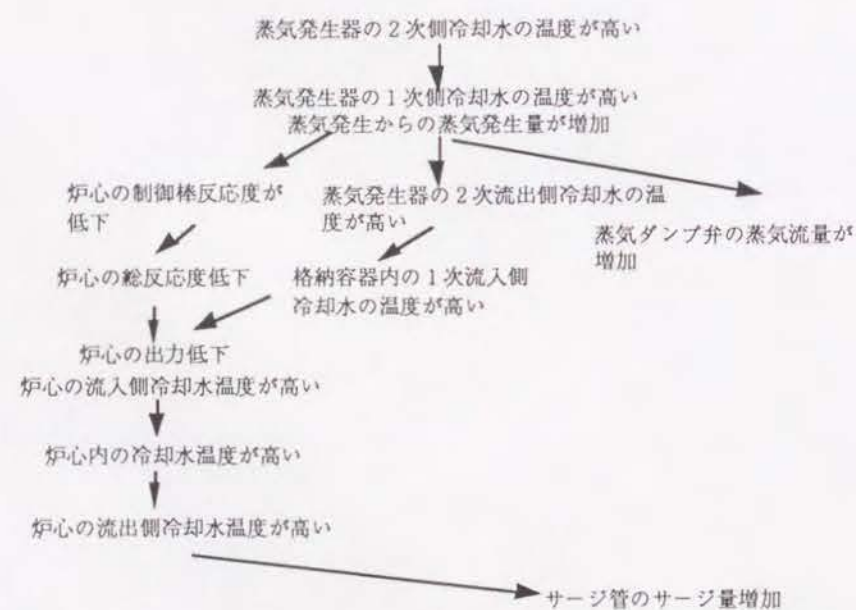 蒸気発生器の2次側冷却水の温度が高い
蒸気発生器の1次側冷却水の温度が高い
蒸気発生からの蒸気発生量が増加
炉心の制御棒反応度が
低下
蒸気発生器の2次流出側冷却水の温
度が高い
蒸気ダンプ弁の蒸気流量が
増加
炉心の総反応度低下
格納容器内の1次流入側
冷却水の温度が高い
炉心の出力低下
炉心の流入側冷却水温度が高い
炉心内の冷却水温度が高い
炉心の流出側冷却水温度が高い
サージ管のサージ量増加